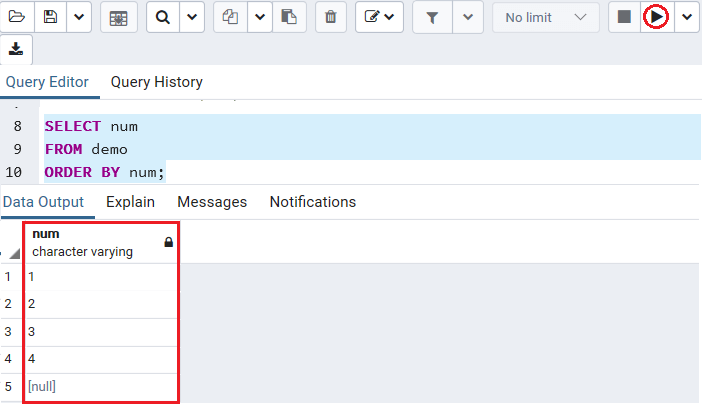 No limit
Query Editor Query History
8 SELECT num
9 FROM demo
10 ORDER BY num;
Data Output Explain Messages Notifications
num
character varying
1 1
2 2
3 3
4 4
5 [null]